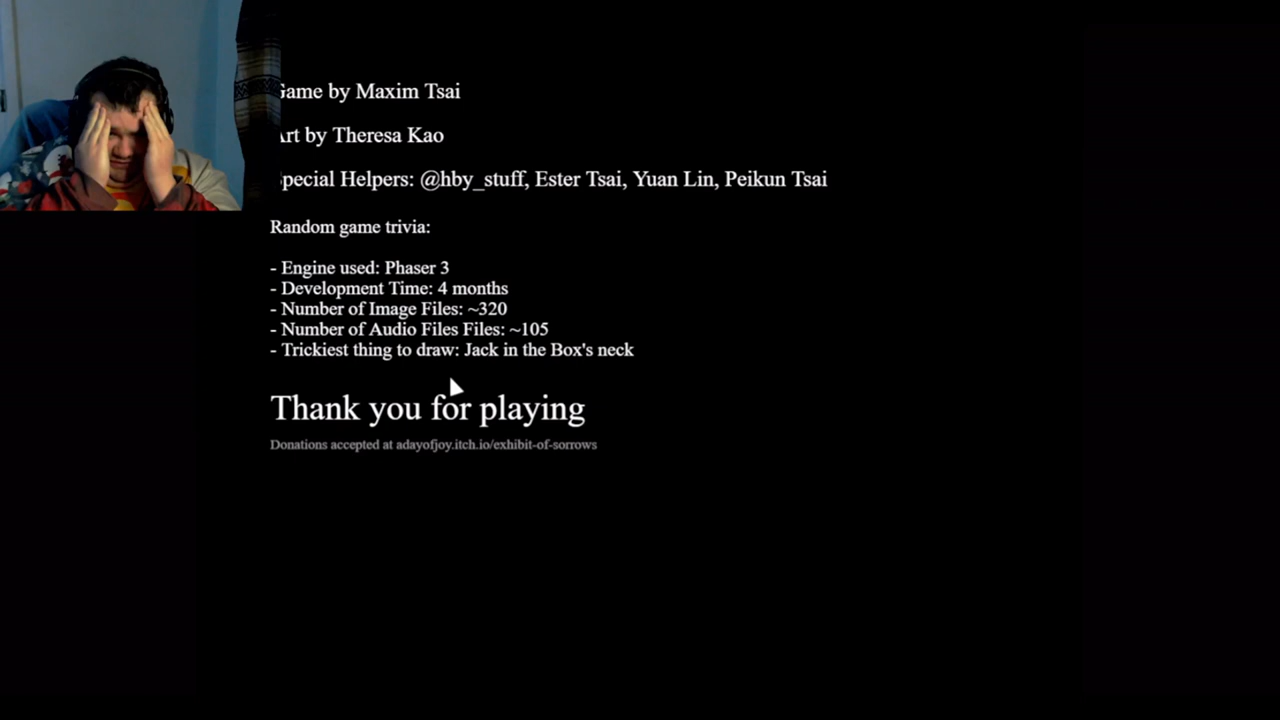 Game by Maxim Tsai
Art by Theresa Kao
Special Helpers: @hby_stuff, Ester Tsai, Yuan Lin, Peikun Tsai
Random game trivia:
- Engine used: Phaser 3
- Development Time: 4 months
- Number of Image Files: ~320
- Number of Audio Files Files: ~105
- Trickiest thing to draw: Jack in the Box's neck
Thank you for playing
Donations accepted at adayofjoy.itch.io/exhibit-of-sorrows